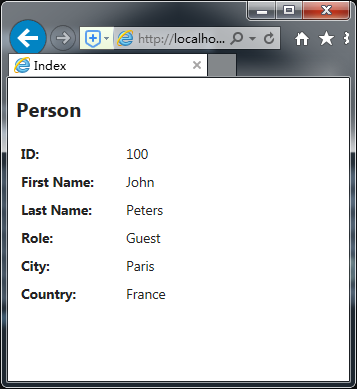 http://localho...
Index
Person
ID: 100
First Name: John
Last Name: Peters
Role: Guest
City: Paris
Country: France